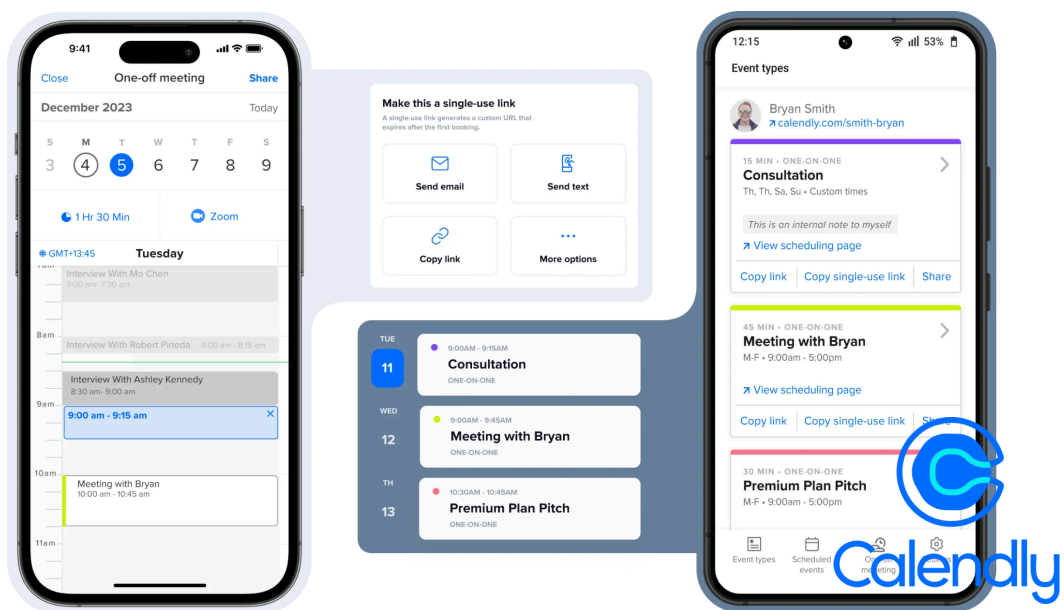 9:41
Close One-off meeting Share
December 2023 Today
S M T W T F S
3 4 5 6 7 8 9
1 Hr 30 Min Zoom
GMT+13:45 Tuesday
7am
Interview With Mo Chen
7:00 am- 7:30 am
8am
Interview With Robert Pineda 8:00 am - 8:15 am
Interview With Ashley Kennedy
8:30 am- 9:00 am
9am
9:00 am - 9:15 am
10am
Meeting with Bryan
10:00 am - 10:45 am
11am
Make this a single-use link
A single-use link generates a custom URL that
expires after the first booking.
Send email Send text
Copy link More options
TUE
11
9:00AM - 9:15AM
Consultation
ONE-ON-ONE
WED
12
9:00AM - 9:45AM
Meeting with Bryan
ONE-ON-ONE
TH
13
10:30AM - 10:45AM
Premium Plan Pitch
ONE-ON-ONE
12:15 53%
Event types
Bryan Smith
calendly.com/smith-bryan
15 MIN • ONE-ON-ONE
Consultation
Th, Th, Sa, Su • Custom times
This is an internal note to myself
View scheduling page
Copy link Copy single-use link Share
45 MIN • ONE-ON-ONE
Meeting with Bryan
M-F • 9:00am - 5:00pm
View scheduling page
Copy link Copy single-use link
30 MIN • ONE-ON-ONE
Premium Plan Pitch
M-F • 9:00am - 5:00pm
Event types Scheduled
events
Calendly